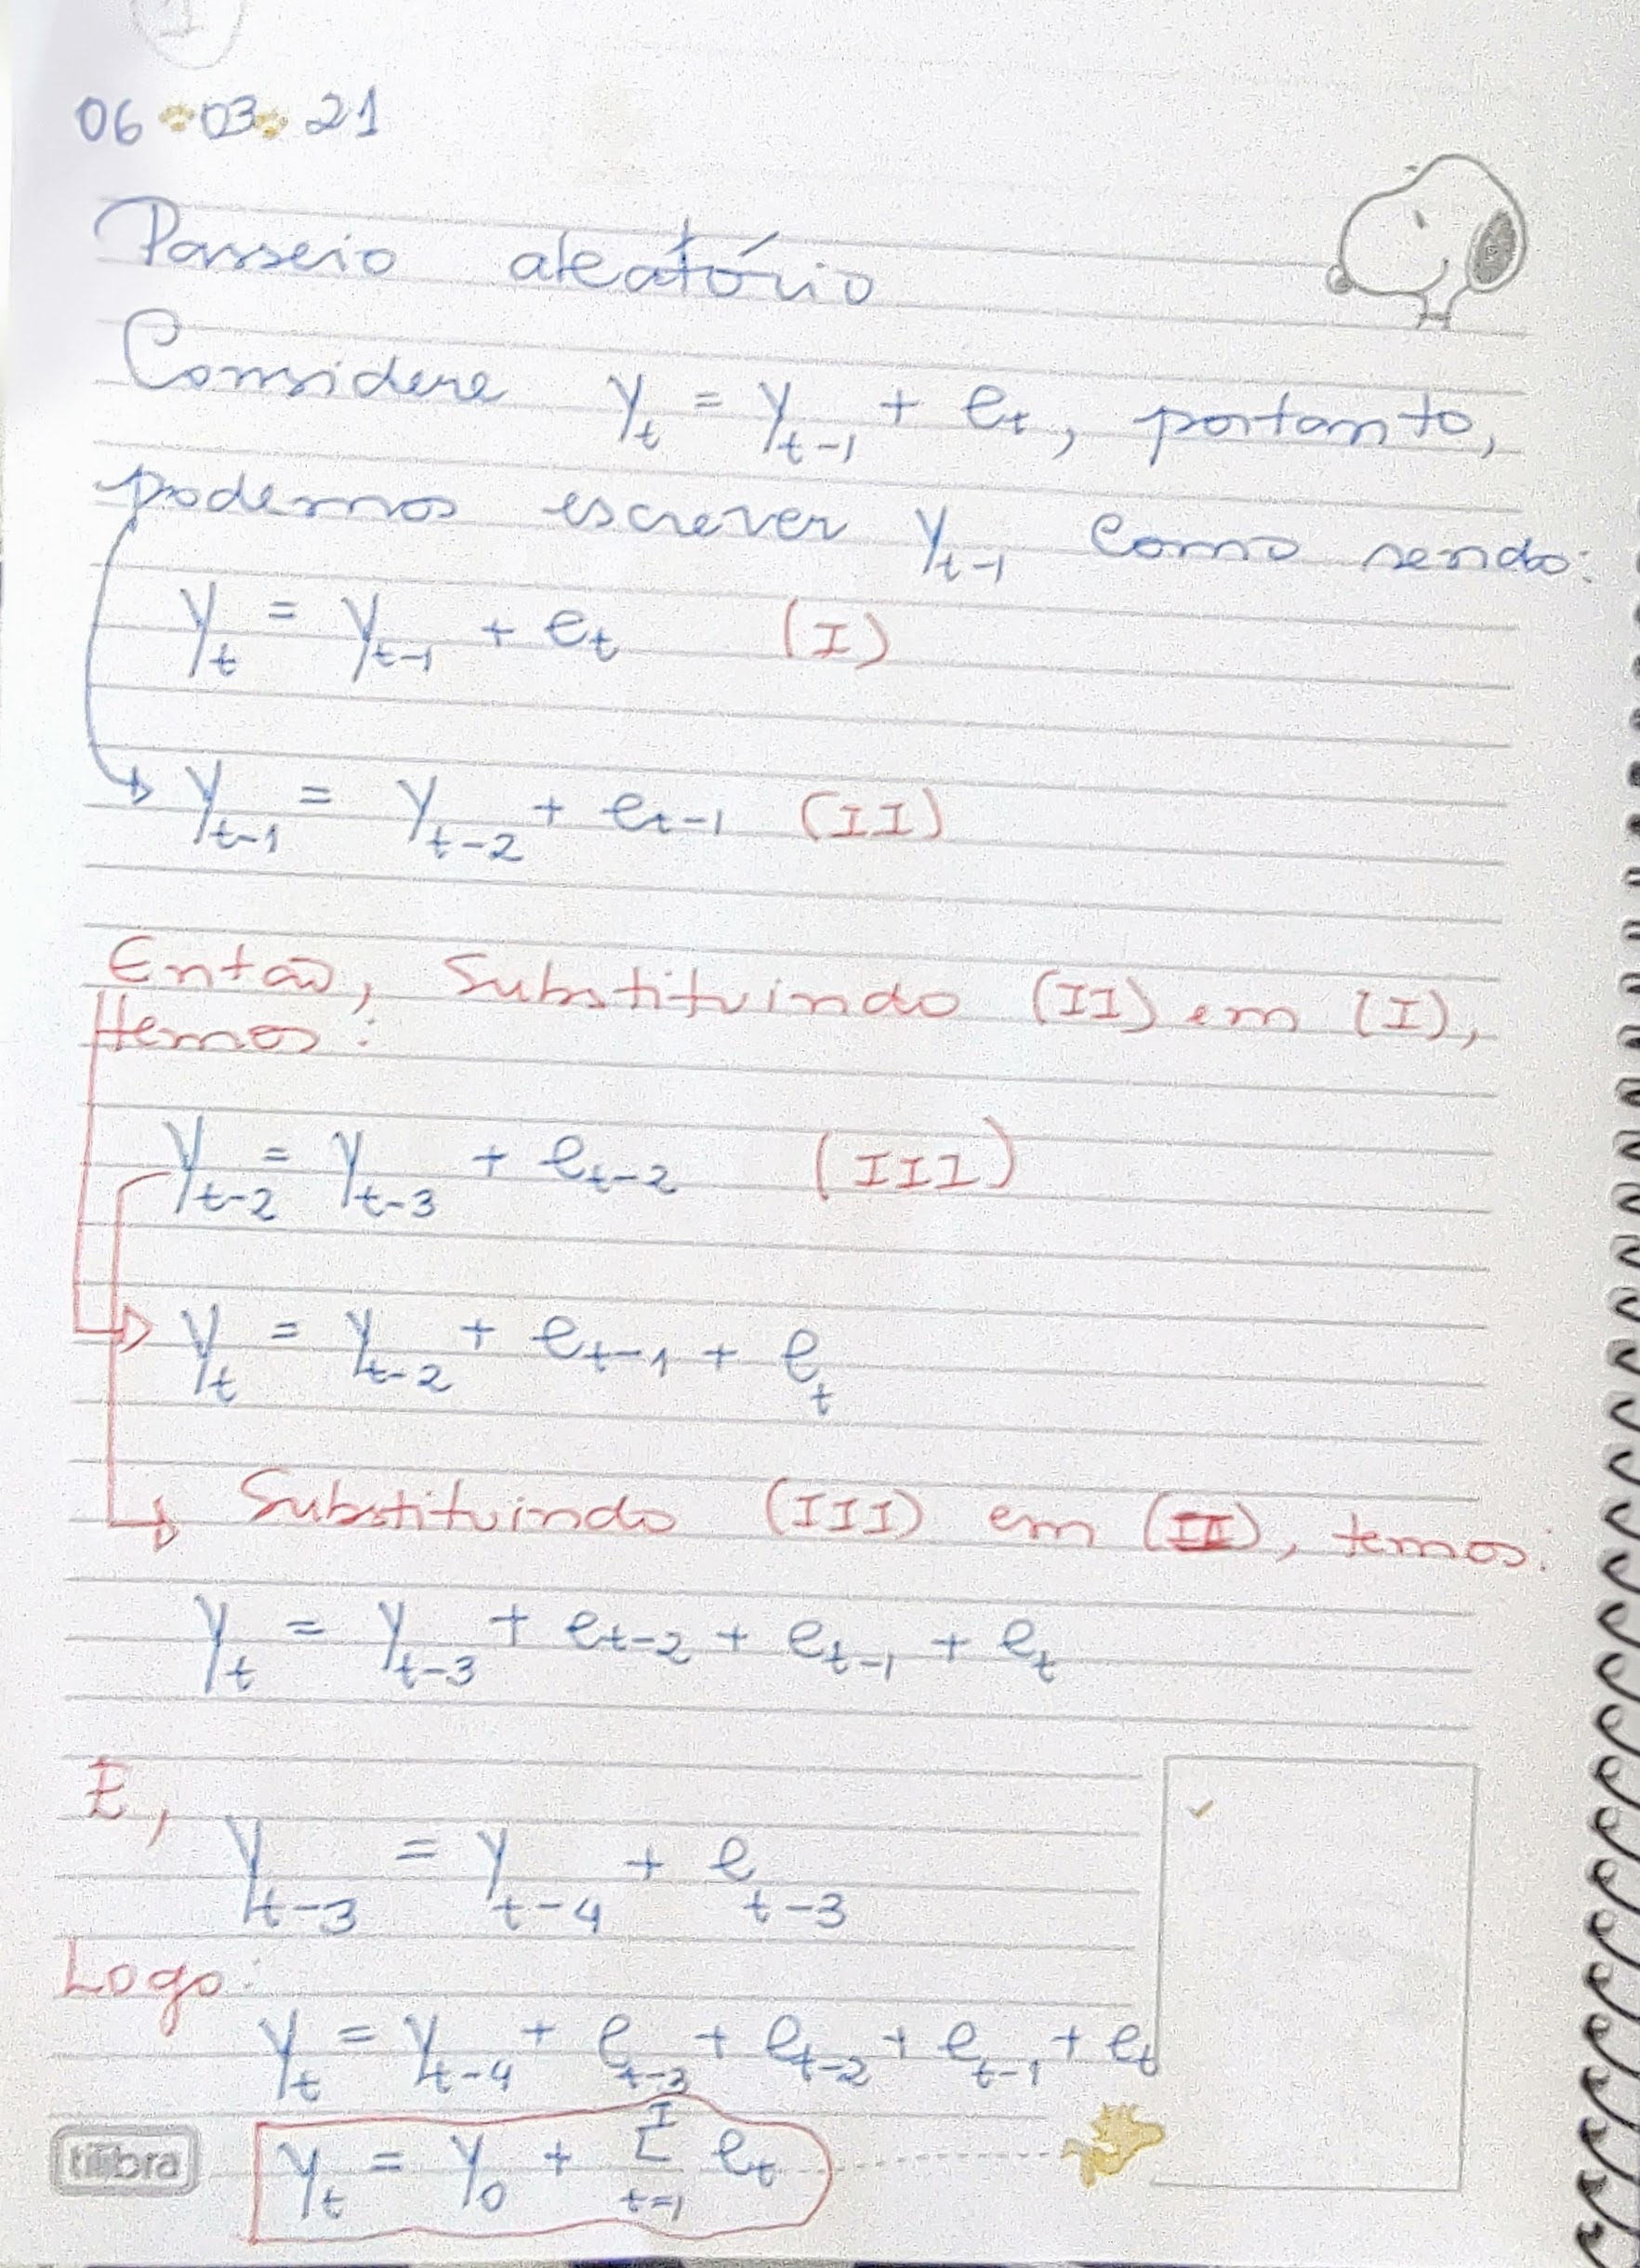 1
06 03 21
Passeio aleatório
Considere y_t = y_{t-1} + e_t, portanto,
podemos escrever y_{t-1} como sendo:
y_t = y_{t-1} + e_t (I)
y_{t-1} = y_{t-2} + e_{t-1} (II)
Então, Substituindo (II) em (I),
temos:
y_{t-2} = y_{t-3} + e_{t-2} (III)
y_t = y_{t-2} + e_{t-1} + e_t
Substituindo (III) em (II), temos:
y_t = y_{t-3} + e_{t-2} + e_{t-1} + e_t
E,
y_{t-3} = y_{t-4} + e_{t-3}
Logo:
y_t = y_{t-4} + e_{t-3} + e_{t-2} + e_{t-1} + e_t
y_t = y_0 + Σ_{t=1}^{I} e_t
tilibra